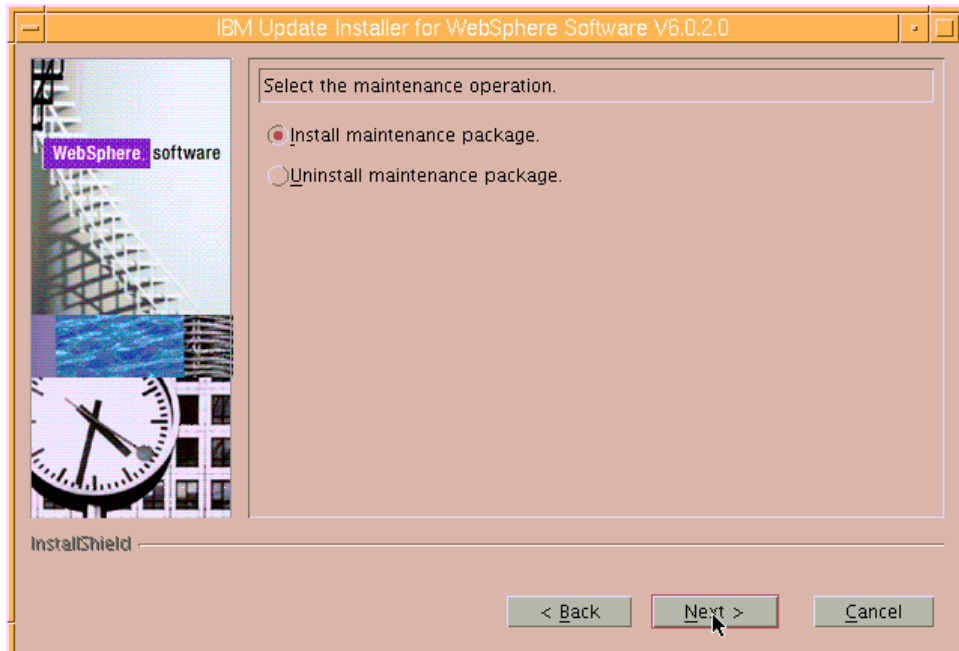 IBM Update Installer for WebSphere Software V6.0.2.0
Select the maintenance operation.
Install maintenance package.
Uninstall maintenance package.
WebSphere. software
InstallShield
< Back
Next >
Cancel